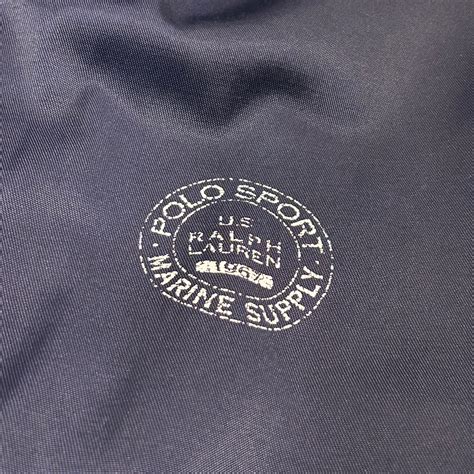 · POLO SPORT ·
U.S.
RALPH
LAUREN
MARINE SUPPLY